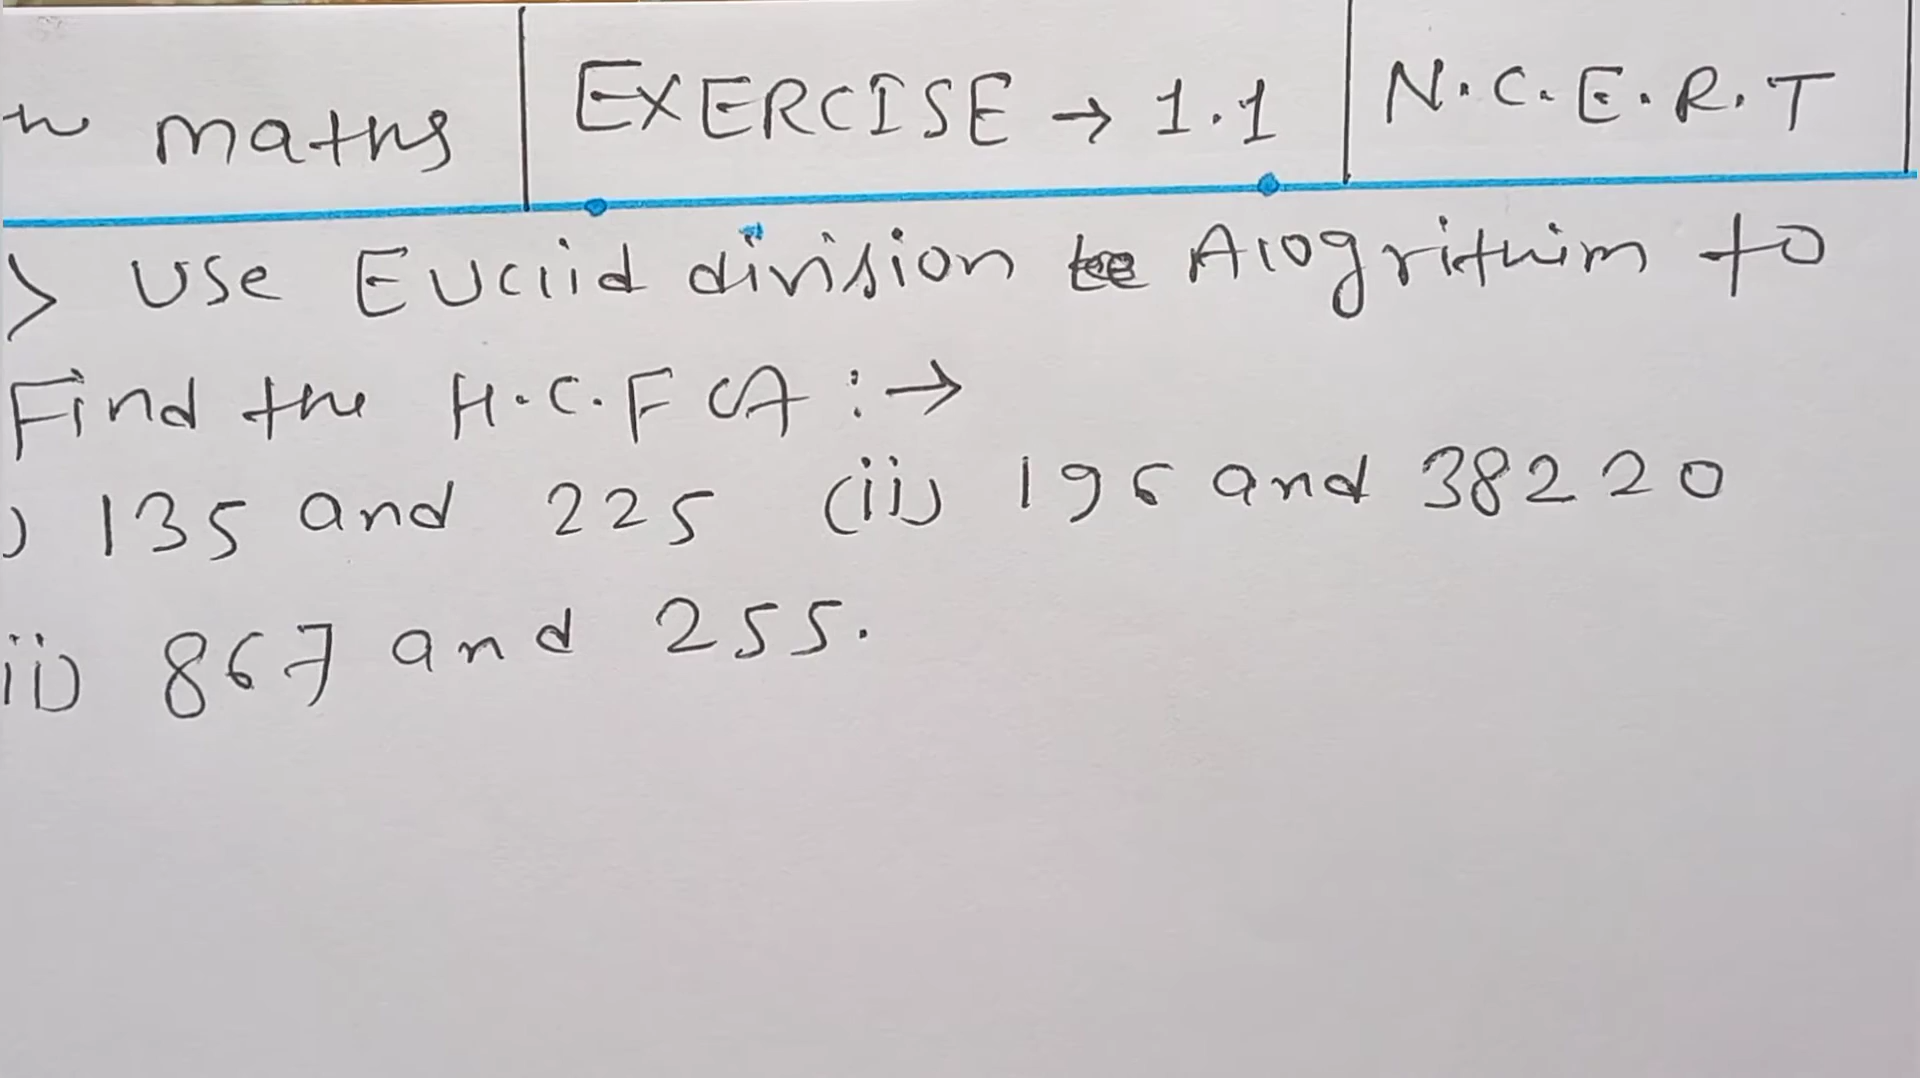 maths EXERCISE → 1.1 N.C.E.R.T
> Use Euclid division Alogrithim to
Find the H.C.F of :→
) 135 and 225 (ii) 196 and 38220
ii) 867 and 255.